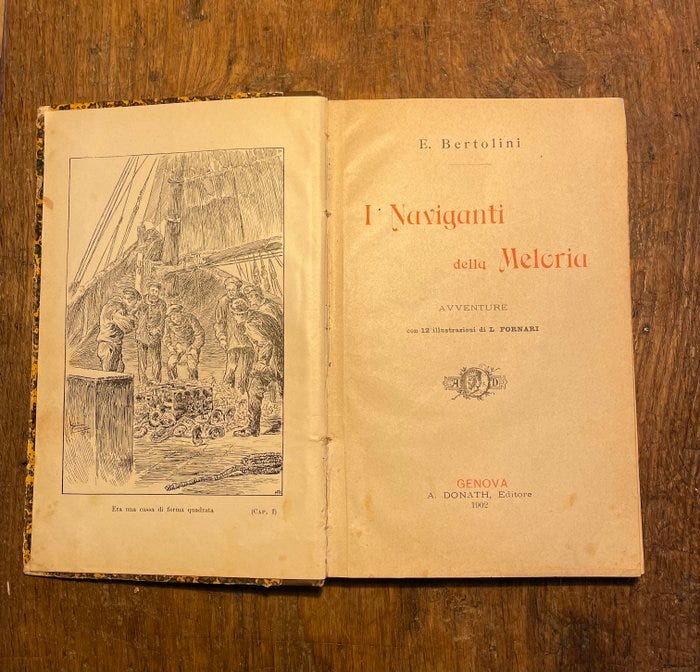 Era una cassa di forma quadrata (CAP. I)
E. Bertolini
I Naviganti
della Meloria
AVVENTURE
con 12 illustrazioni di L. FORNARI
A D
GENOVA
A. DONATH, Editore
1902